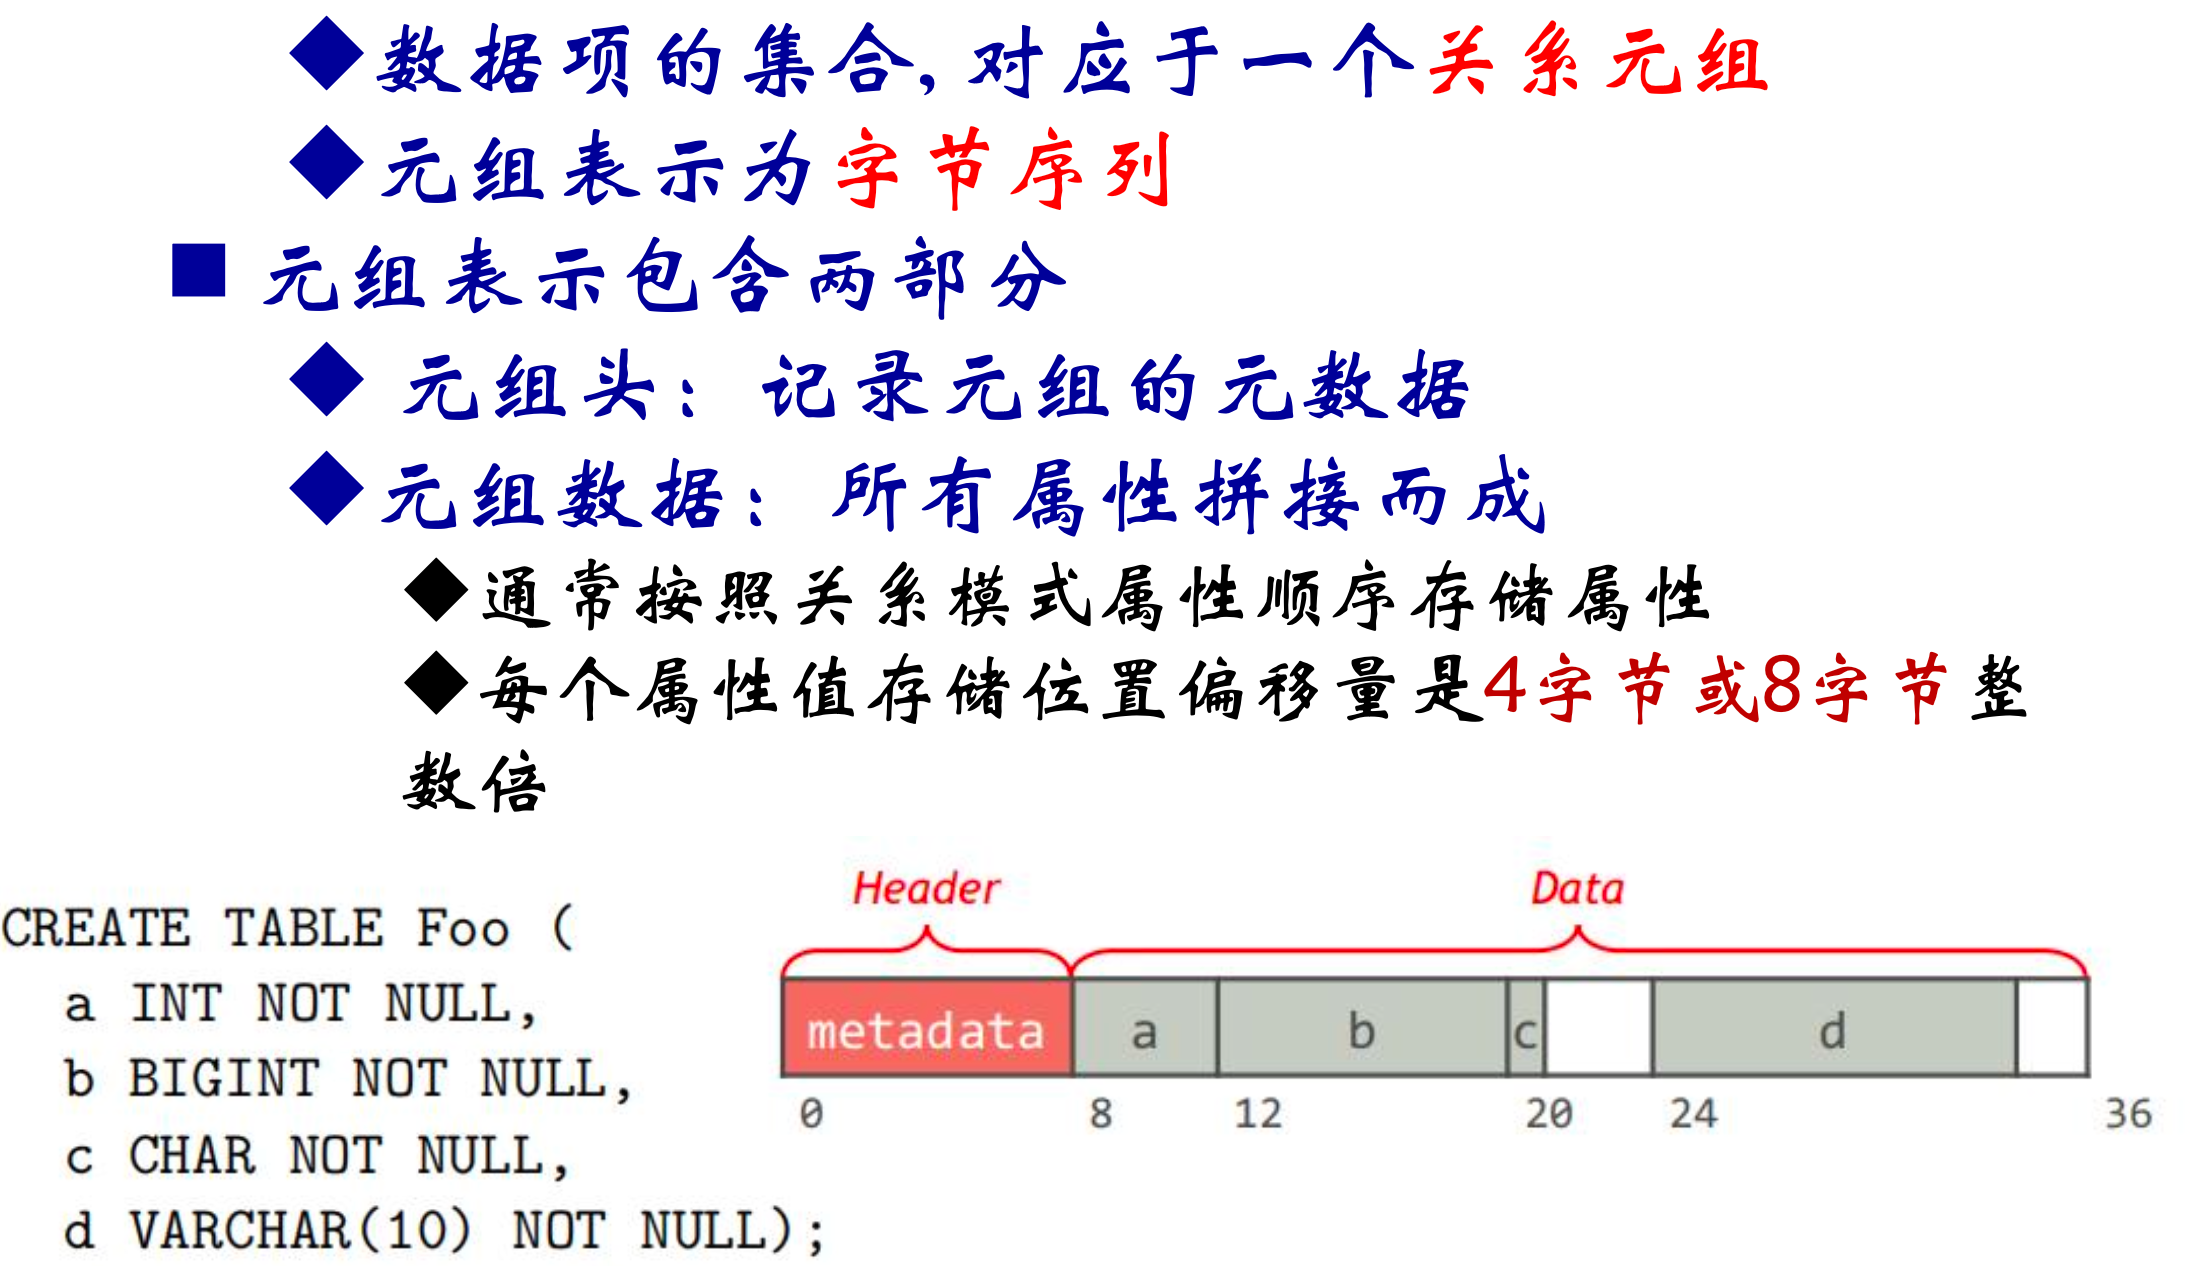 ◆数据项的集合,对应于一个关系元组
◆元组表示为字节序列
■ 元组表示包含两部分
◆ 元组头：记录元组的元数据
◆元组数据：所有属性拼接而成
◆通常按照关系模式属性顺序存储属性
◆每个属性值存储位置偏移量是4字节或8字节整
数倍
CREATE TABLE Foo (
a INT NOT NULL,
b BIGINT NOT NULL,
c CHAR NOT NULL,
d VARCHAR(10) NOT NULL);
Header Data
metadata a b c d
0 8 12 20 24 36